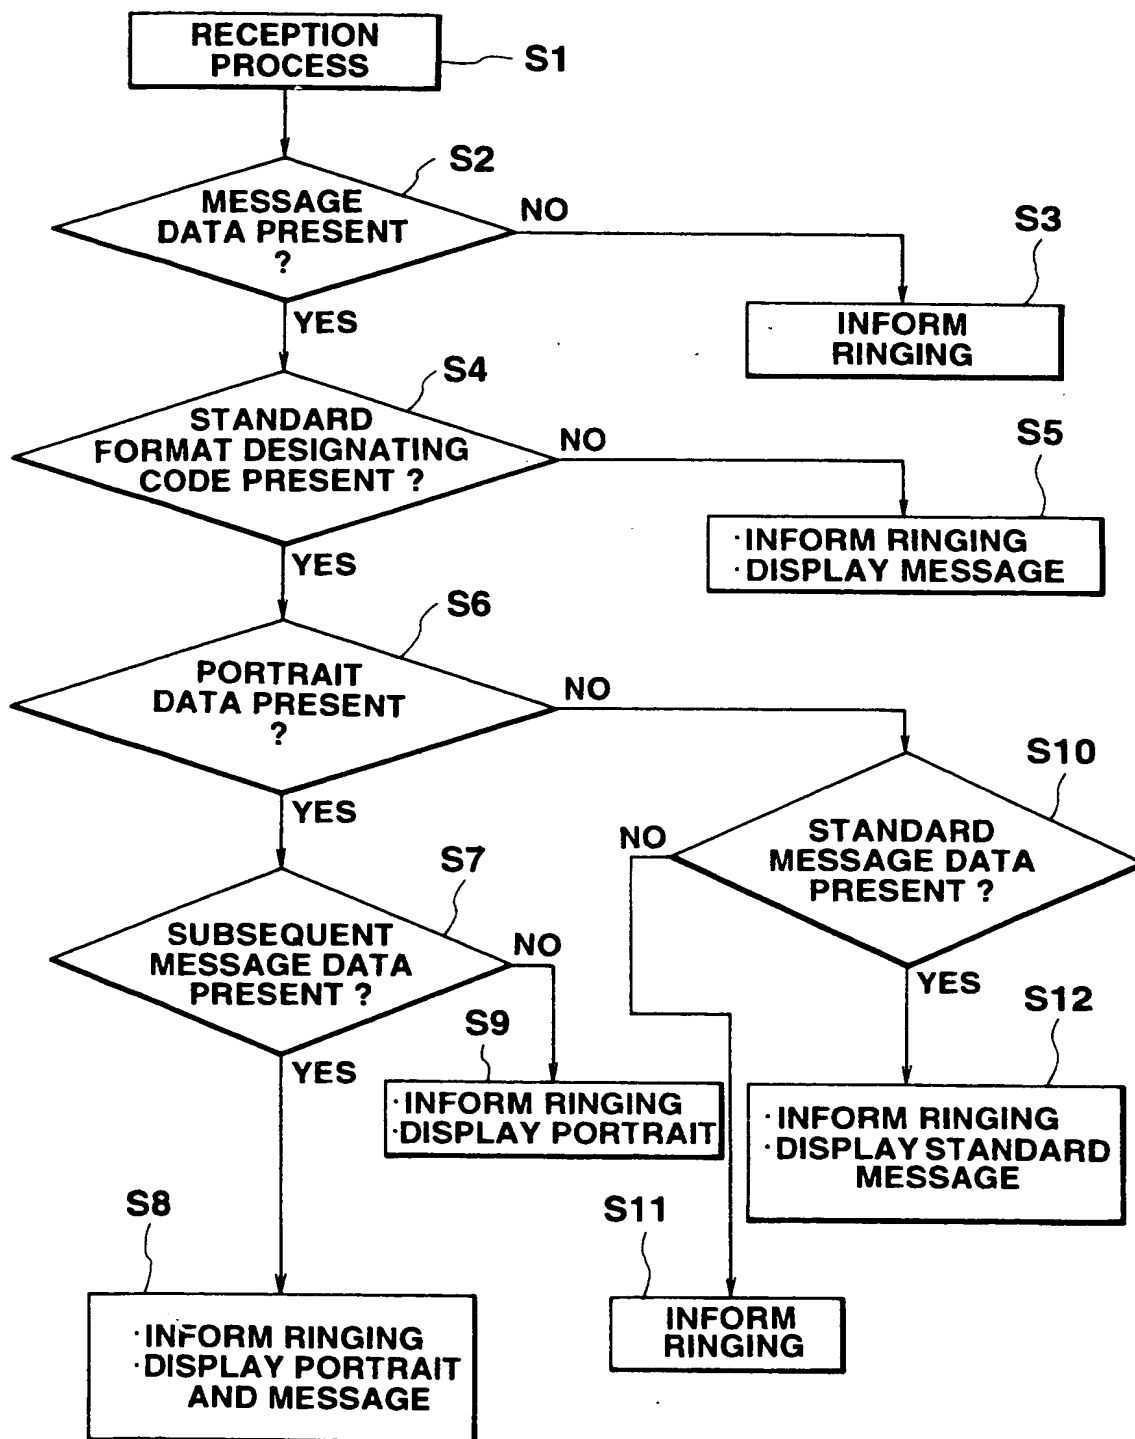 RECEPTION
PROCESS
S1
S2
MESSAGE
DATA PRESENT
?
NO
YES
S3
INFORM
RINGING
S4
STANDARD
FORMAT DESIGNATING
CODE PRESENT ?
NO
YES
S5
·INFORM RINGING
·DISPLAY MESSAGE
S6
PORTRAIT
DATA PRESENT
?
NO
YES
S10
STANDARD
MESSAGE DATA
PRESENT ?
NO
YES
S7
SUBSEQUENT
MESSAGE DATA
PRESENT ?
NO
YES
S9
·INFORM RINGING
·DISPLAY PORTRAIT
S12
·INFORM RINGING
·DISPLAY STANDARD
MESSAGE
S8
·INFORM RINGING
·DISPLAY PORTRAIT
AND MESSAGE
S11
INFORM
RINGING